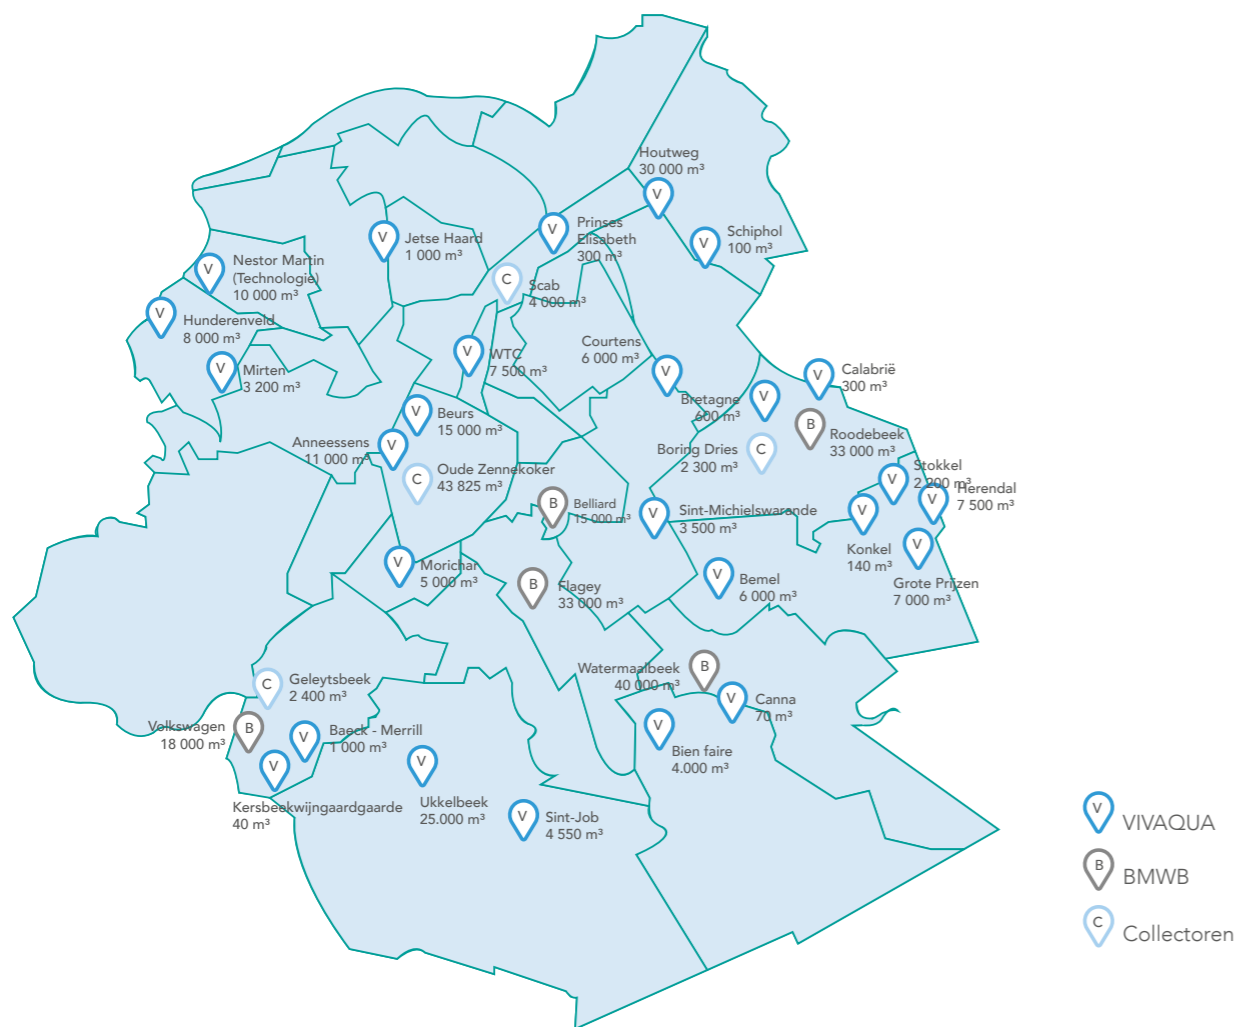 Houtweg
30 000 m³
V
Prinses
Elisabeth
300 m³
V
Schiphol
100 m³
V
Jetse Haard
1 000 m³
V
Nestor Martin
(Technologie)
10 000 m³
V
Scab
4 000 m³
C
Hunderenveld
8 000 m³
V
Mirten
3 200 m³
V
WTC
7 500 m³
V
Courtens
6 000 m³
V
Calabrië
300 m³
V
Bretagne
600 m³
V
Beurs
15 000 m³
V
Roodebeek
33 000 m³
B
Anneessens
11 000 m³
V
Boring Dries
2 300 m³
C
Oude Zennekoker
43 825 m³
C
Stokkel
2 200 m³
V
Herendal
7 500 m³
V
Belliard
15 000 m³
B
Sint-Michielswarande
3 500 m³
V
Konkel
140 m³
V
Grote Prijzen
7 000 m³
V
Morichar
5 000 m³
V
Flagey
33 000 m³
B
Bemel
6 000 m³
V
Watermaalbeek
40 000 m³
B
Geleytsbeek
2 400 m³
C
Canna
70 m³
V
Volkswagen
18 000 m³
B
Baeck - Merrill
1 000 m³
V
Bien faire
4.000 m³
V
Kersbeekwijngaardgaarde
40 m³
V
Ukkelbeek
25.000 m³
V
Sint-Job
4 550 m³
V
V VIVAQUA
B BMWB
C Collectoren